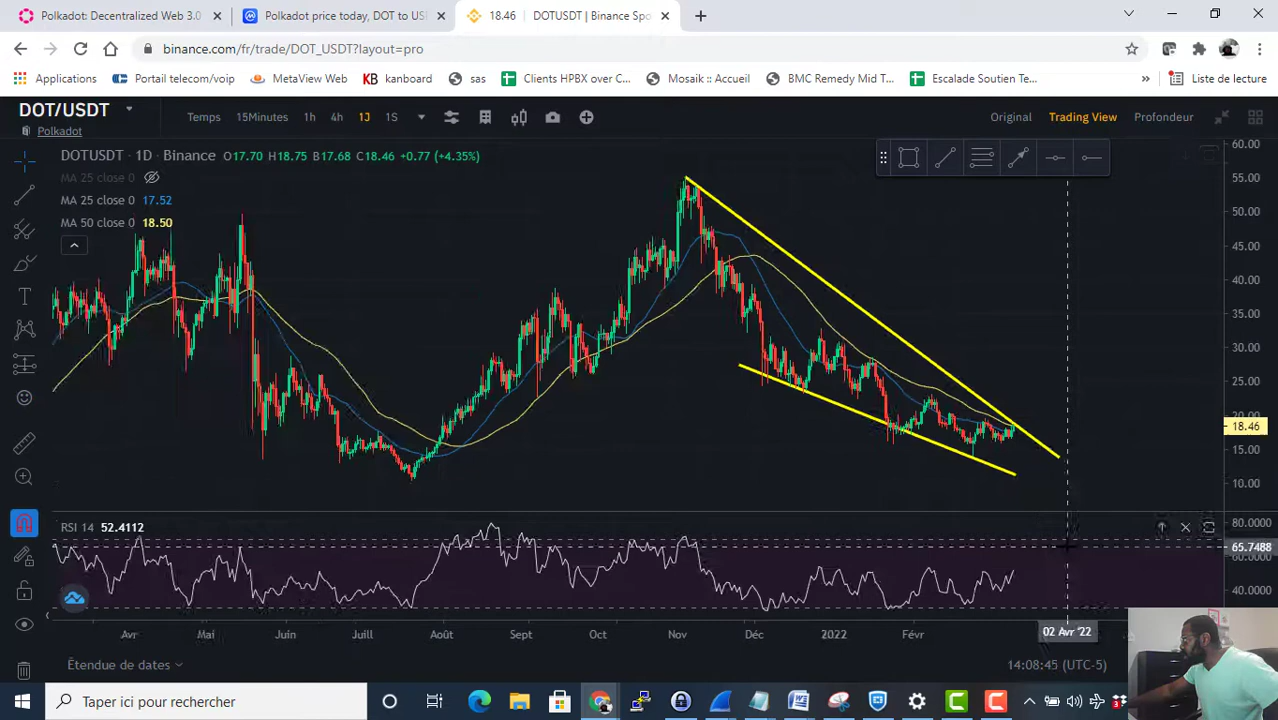 Polkadot: Decentralized Web 3.0
Polkadot price today, DOT to US
18.46 DOTUSDT | Binance Spo
binance.com/fr/trade/DOT_USDT?layout=pro
Applications Portail telecom/voip MetaView Web KB kanboard sas Clients HPBX over C... Mosaik :: Accueil BMC Remedy Mid T... Escalade Soutien Te... » Liste de lecture
DOT/USDT Temps 15Minutes 1h 4h 1J 1S Original Trading View Profondeur
Polkadot
DOTUSDT · 1D · Binance O17.70 H18.75 B17.68 C18.46 +0.77 (+4.35%)
MA 25 close 0
MA 25 close 0 17.52
MA 50 close 0 18.50
60.00
55.00
50.00
45.00
40.00
35.00
30.00
25.00
20.00
18.46
15.00
10.00
RSI 14 52.4112
80.0000
65.7488
60.0000
40.0000
Avr Mai Juin Juill Août Sept Oct Nov Déc 2022 Févr 02 Avr '22
Étendue de dates 14:08:45 (UTC-5)
Taper ici pour rechercher